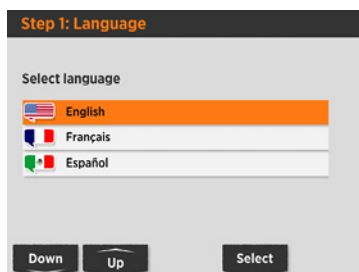 Step 1: Language
Select language
English
Français
Español
Down Up Select